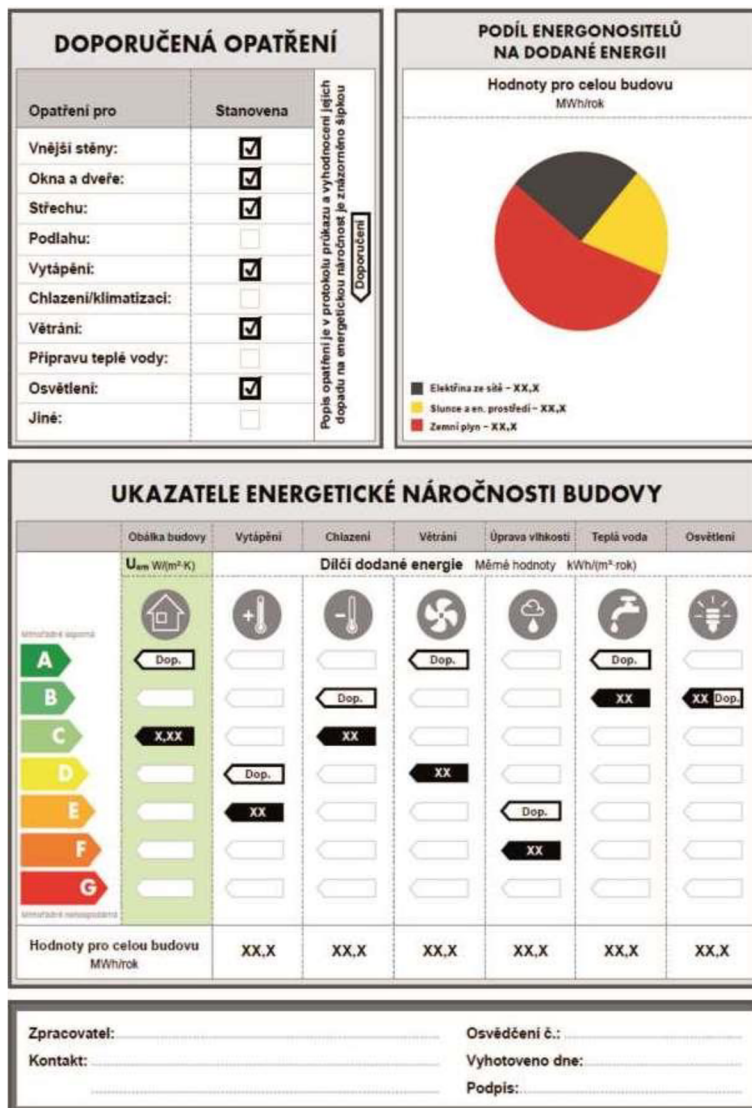 DOPORUČENÁ OPATŘENÍ
Opatření pro Stanovena
Vnější stěny:
Okna a dveře:
Střechu:
Podlahu:
Vytápění:
Chlazení/klimatizaci:
Větrání:
Přípravu teplé vody:
Osvětlení:
Jiné:
Popis opatření je v protokolu průkazu a vyhodnocení jejich
dopadu na energetickou náročnost je znázorněno šipkou
Doporučení
PODÍL ENERGONOSITELŮ
NA DODANÉ ENERGII
Hodnoty pro celou budovu
MWh/rok
Elektřina ze sítě – XX,X
Slunce a en. prostředí – XX,X
Zemní plyn – XX,X
UKAZATELE ENERGETICKÉ NÁROČNOSTI BUDOVY
Obálka budovy Vytápění Chlazení Větrání Úprava vlhkosti Teplá voda Osvětlení
Uem W/(m²·K) Dílčí dodané energie Měrné hodnoty kWh/(m²·rok)
Mimořádně úsporná
A Dop. Dop. Dop.
B Dop. XX XX Dop.
C X,XX XX
D Dop. XX
E XX Dop.
F XX
G
Mimořádně nehospodárná
Hodnoty pro celou budovu
MWh/rok
XX,X XX,X XX,X XX,X XX,X XX,X
Zpracovatel: Osvědčení č.:
Kontakt: Vyhotoveno dne:
Podpis: